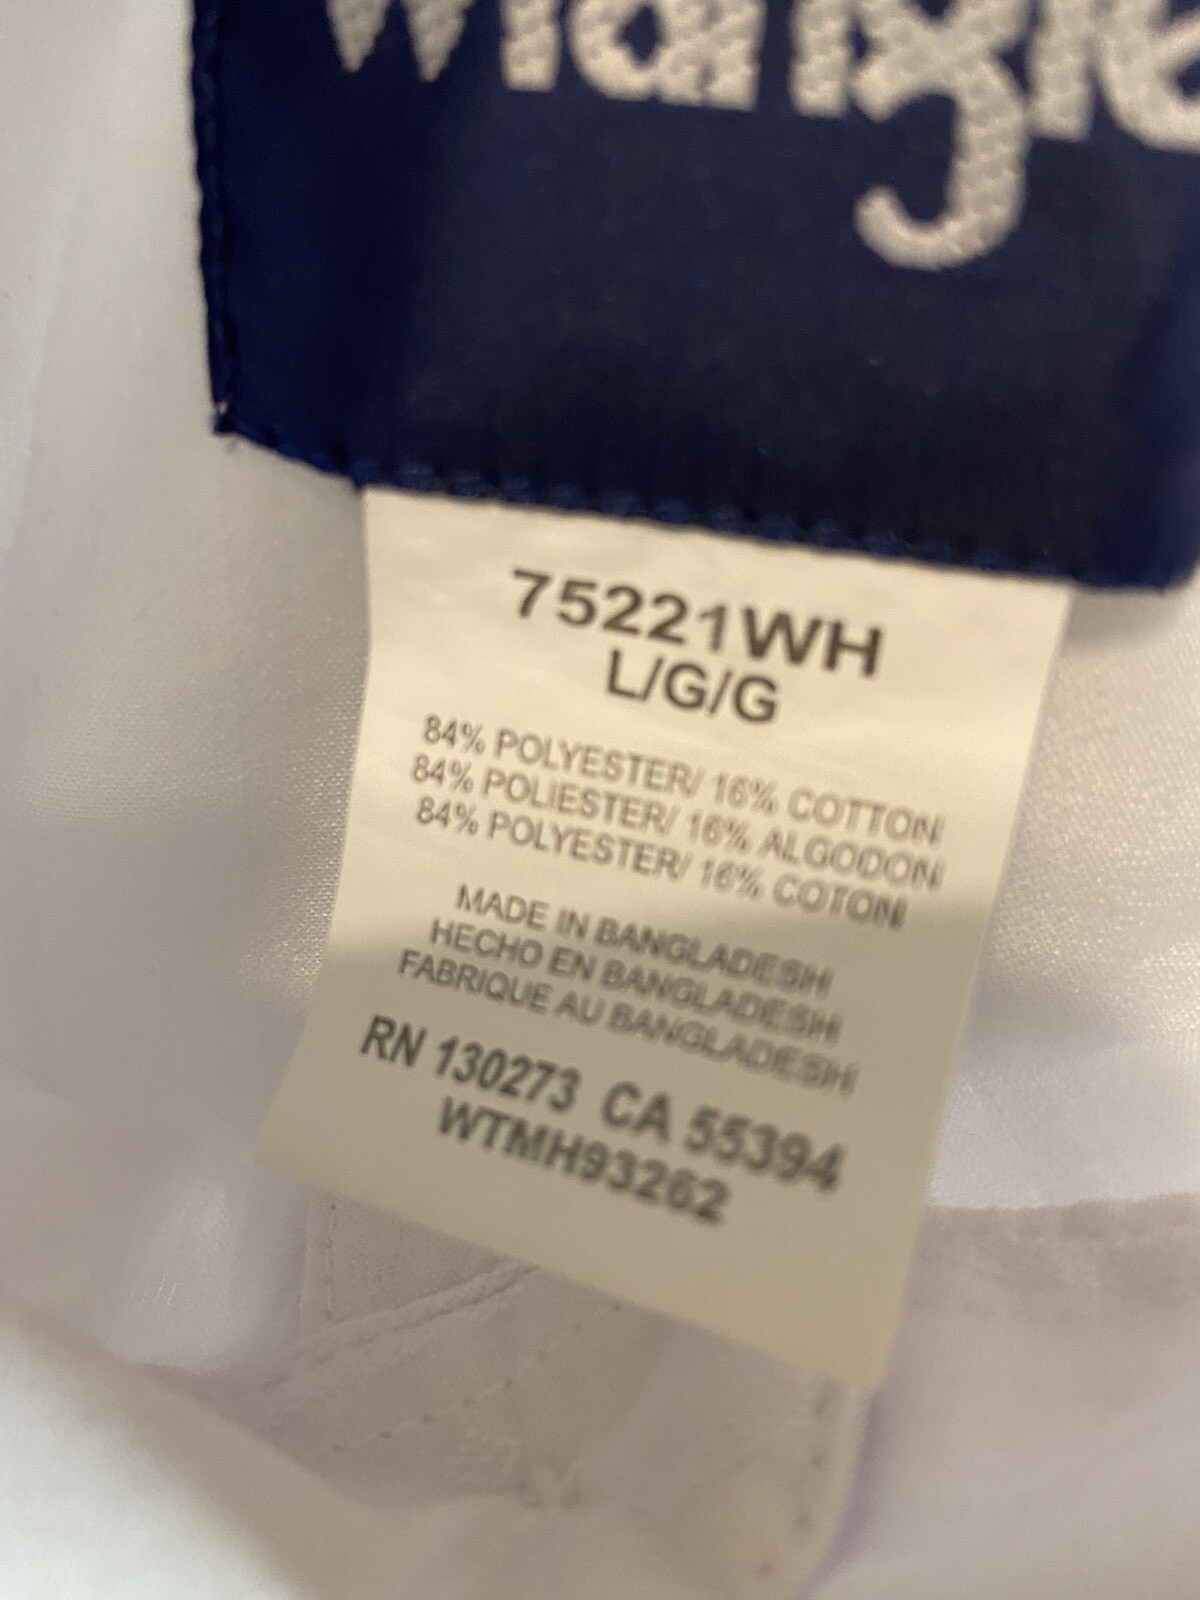 Wrangle
75221WH
L/G/G
84% POLYESTER/ 16% COTTON
84% POLIESTER/ 16% ALGODON
84% POLYESTER/ 16% COTON
MADE IN BANGLADESH
HECHO EN BANGLADESH
FABRIQUE AU BANGLADESH
RN 130273 CA 55394
WTMH93262